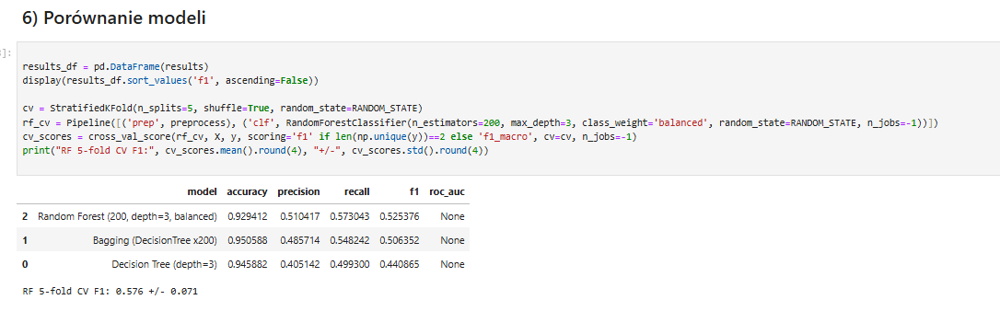 6) Porównanie modeli
]:
results_df = pd.DataFrame(results)
display(results_df.sort_values('f1', ascending=False))
cv = StratifiedKFold(n_splits=5, shuffle=True, random_state=RANDOM_STATE)
rf_cv = Pipeline([('prep', preprocess), ('clf', RandomForestClassifier(n_estimators=200, max_depth=3, class_weight='balanced', random_state=RANDOM_STATE, n_jobs=-1))])
cv_scores = cross_val_score(rf_cv, X, y, scoring='f1' if len(np.unique(y))==2 else 'f1_macro', cv=cv, n_jobs=-1)
print("RF 5-fold CV F1:", cv_scores.mean().round(4), "+/-", cv_scores.std().round(4))
model accuracy precision recall f1 roc_auc
2 Random Forest (200, depth=3, balanced) 0.929412 0.510417 0.573043 0.525376 None
1 Bagging (DecisionTree x200) 0.950588 0.485714 0.548242 0.506352 None
0 Decision Tree (depth=3) 0.945882 0.405142 0.499300 0.440865 None
RF 5-fold CV F1: 0.576 +/- 0.071